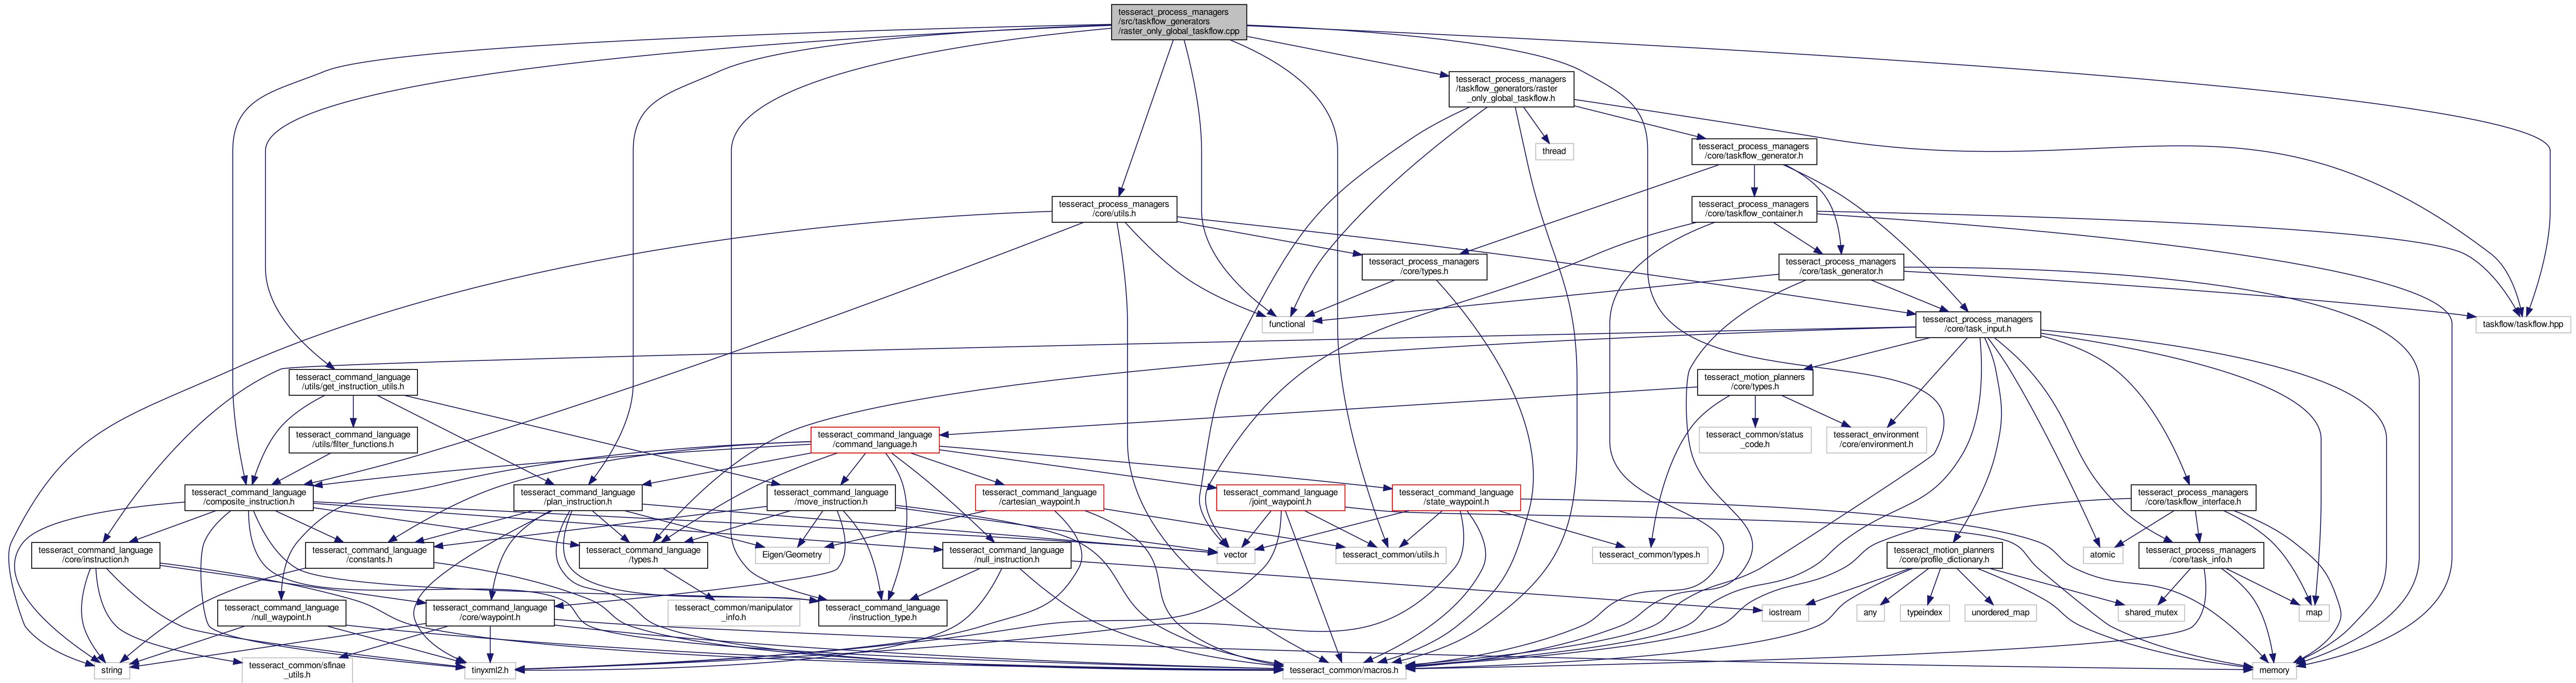 tesseract_process_managers
/src/taskflow_generators
/raster_only_global_taskflow.cpp
tesseract_process_managers
/taskflow_generators/raster
_only_global_taskflow.h
thread
tesseract_process_managers
/core/taskflow_generator.h
tesseract_process_managers
/core/utils.h
tesseract_process_managers
/core/taskflow_container.h
tesseract_process_managers
/core/types.h
tesseract_process_managers
/core/task_generator.h
functional
tesseract_process_managers
/core/task_input.h
taskflow/taskflow.hpp
tesseract_command_language
/utils/get_instruction_utils.h
tesseract_motion_planners
/core/types.h
tesseract_command_language
/utils/filter_functions.h
tesseract_command_language
/command_language.h
tesseract_common/status
_code.h
tesseract_environment
/core/environment.h
tesseract_command_language
/composite_instruction.h
tesseract_command_language
/plan_instruction.h
tesseract_command_language
/move_instruction.h
tesseract_command_language
/cartesian_waypoint.h
tesseract_command_language
/joint_waypoint.h
tesseract_command_language
/state_waypoint.h
tesseract_process_managers
/core/taskflow_interface.h
tesseract_command_language
/core/instruction.h
tesseract_command_language
/constants.h
tesseract_command_language
/types.h
Eigen/Geometry
tesseract_command_language
/null_instruction.h
vector
tesseract_common/utils.h
tesseract_common/types.h
tesseract_motion_planners
/core/profile_dictionary.h
atomic
tesseract_process_managers
/core/task_info.h
tesseract_command_language
/null_waypoint.h
tesseract_command_language
/core/waypoint.h
tesseract_common/manipulator
_info.h
tesseract_command_language
/instruction_type.h
iostream
any
typeindex
unordered_map
shared_mutex
map
string
tesseract_common/sfinae
_utils.h
tinyxml2.h
tesseract_common/macros.h
memory